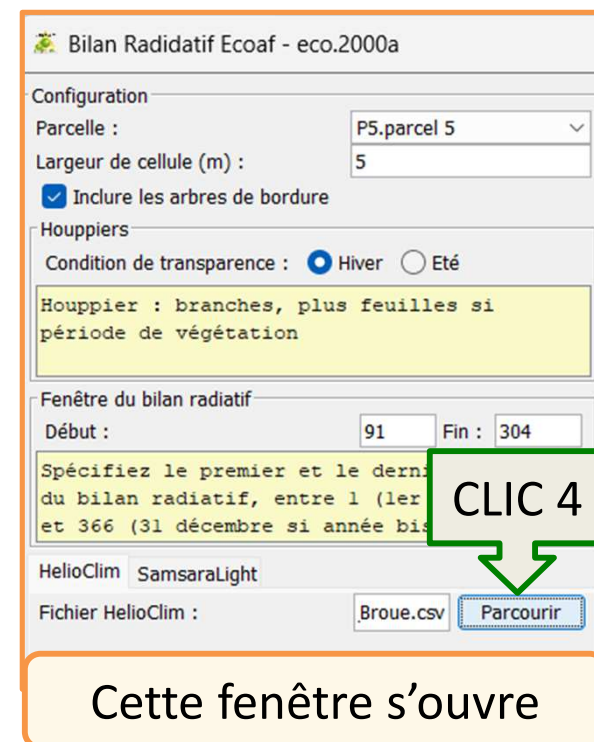 Bilan Radidatif Ecoaf - eco.2000a
Configuration
Parcelle : P5.parcel 5
Largeur de cellule (m) : 5
Inclure les arbres de bordure
Houppiers
Condition de transparence : Hiver Eté
Houppier : branches, plus feuilles si
période de végétation
Fenêtre du bilan radiatif
Début : 91 Fin : 304
Spécifiez le premier et le
du bilan radiatif, entre 1 (1er
et 366 (31 décembre si année
CLIC 4
HelioClim SamsaraLight
Fichier HelioClim : Broue.csv Parcourir
Cette fenêtre s’ouvre